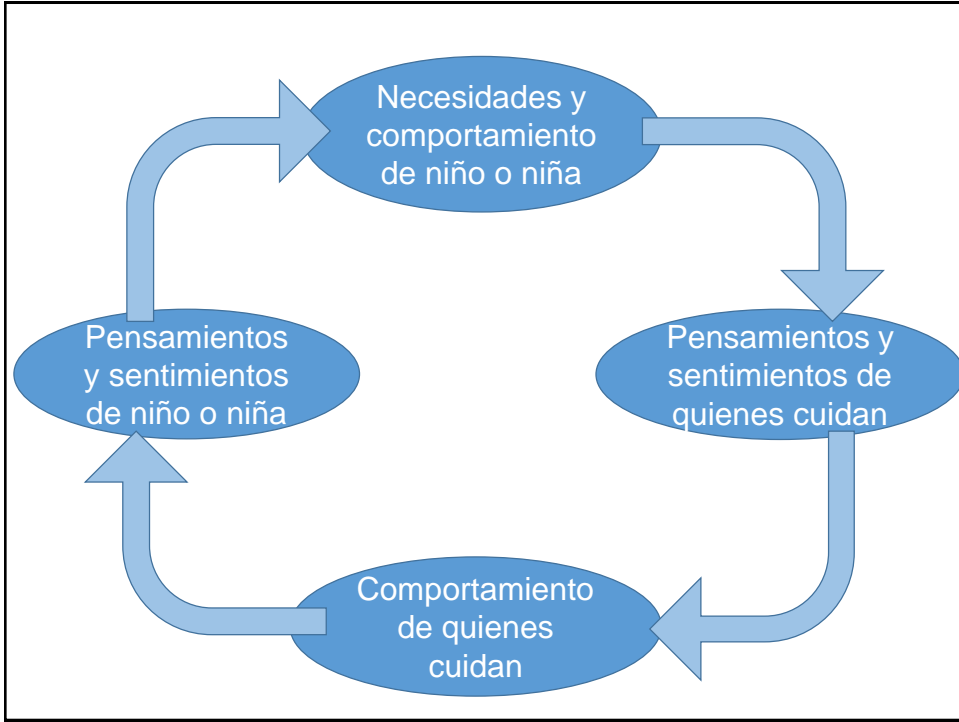 Necesidades y
comportamiento
de niño o niña
Pensamientos
y sentimientos
de niño o niña
Pensamientos y
sentimientos de
quienes cuidan
Comportamiento
de quienes
cuidan